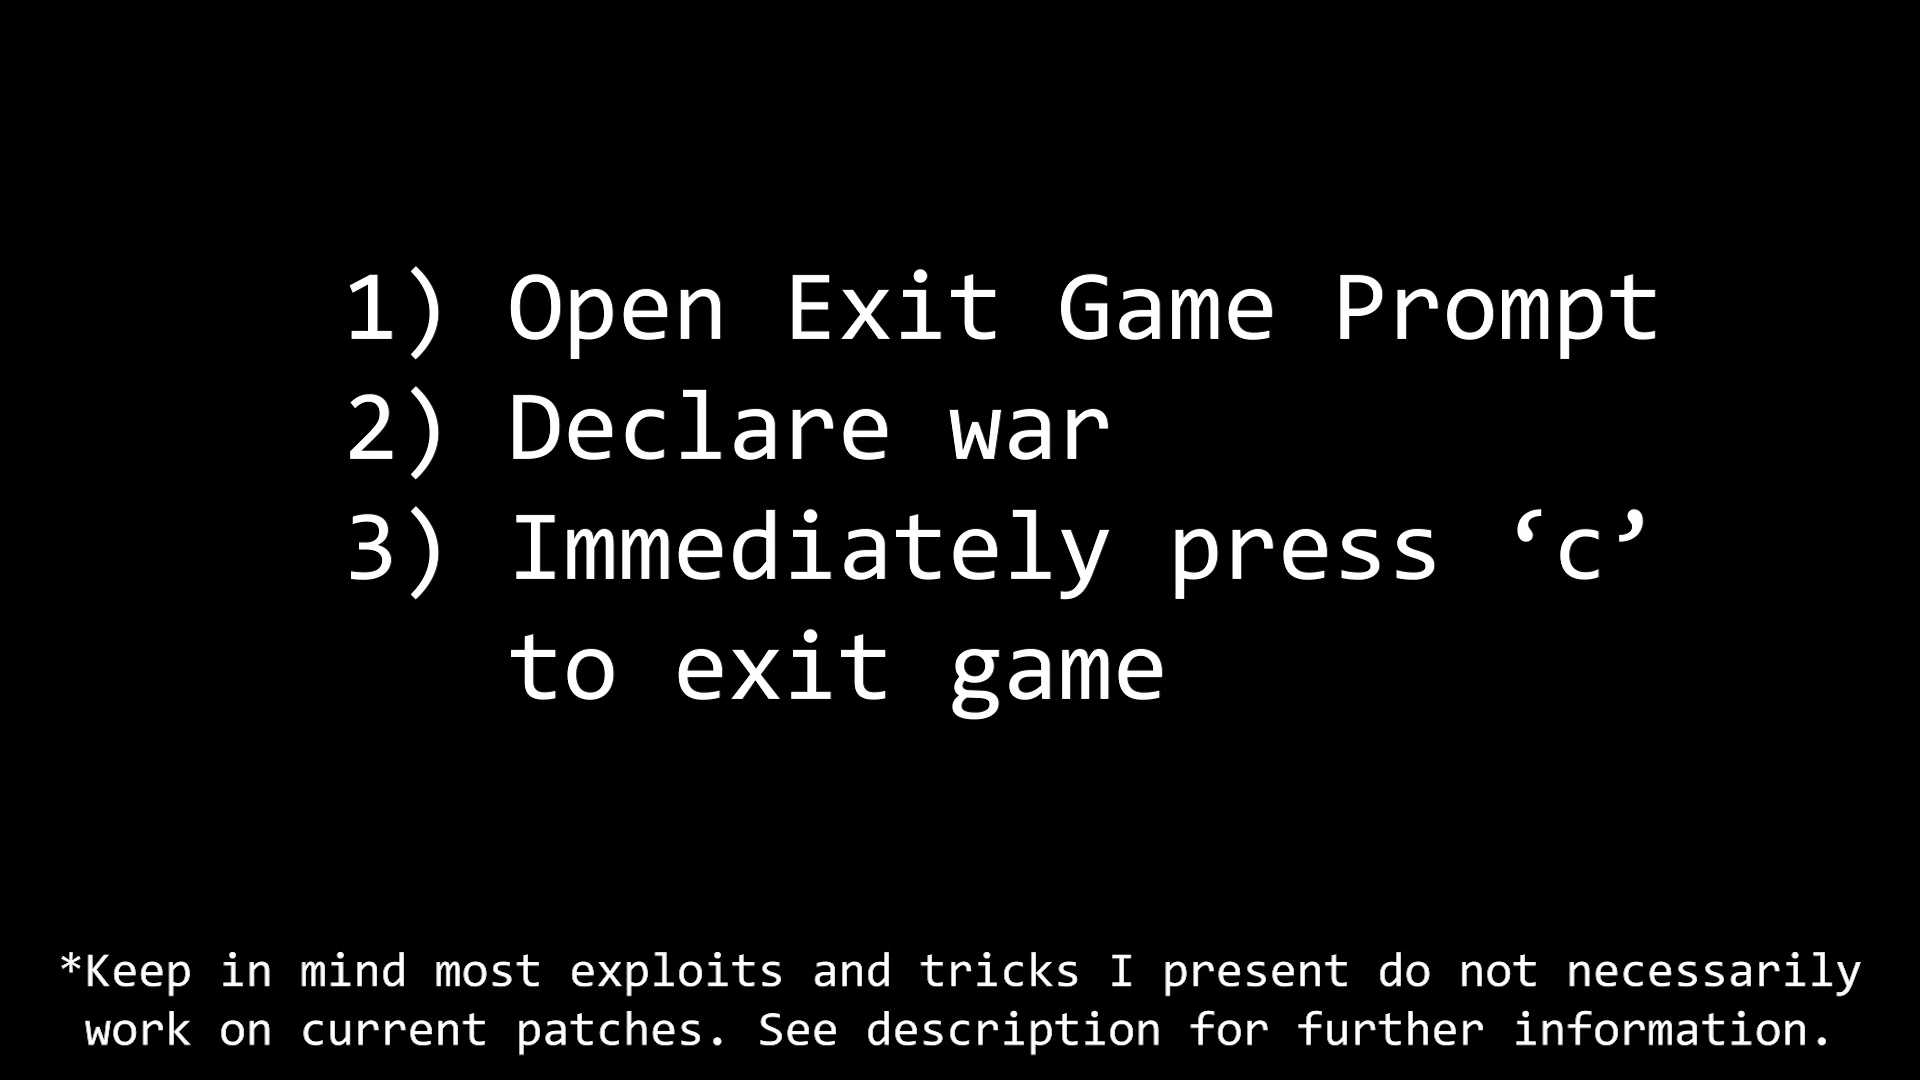 1) Open Exit Game Prompt
2) Declare war
3) Immediately press ‘c’
to exit game
*Keep in mind most exploits and tricks I present do not necessarily
work on current patches. See description for further information.